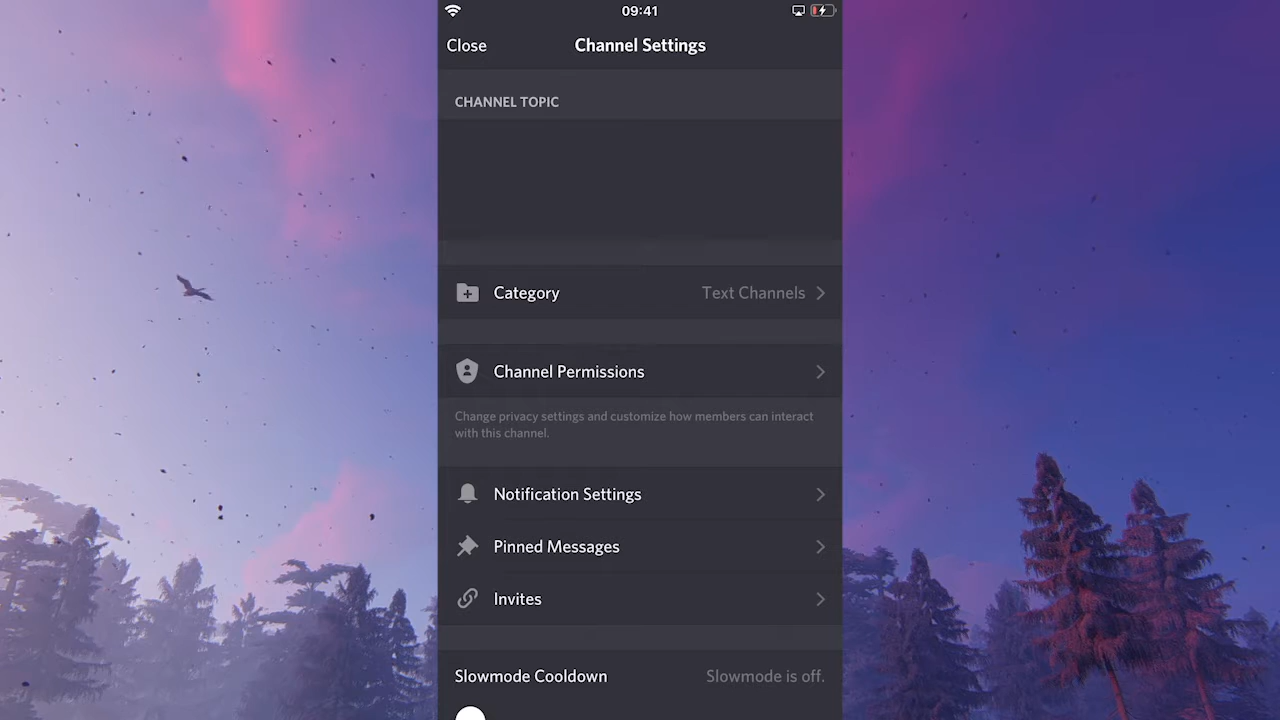 09:41
Close
Channel Settings
CHANNEL TOPIC
Category
Text Channels
Channel Permissions
Change privacy settings and customize how members can interact
with this channel.
Notification Settings
Pinned Messages
Invites
Slowmode Cooldown
Slowmode is off.